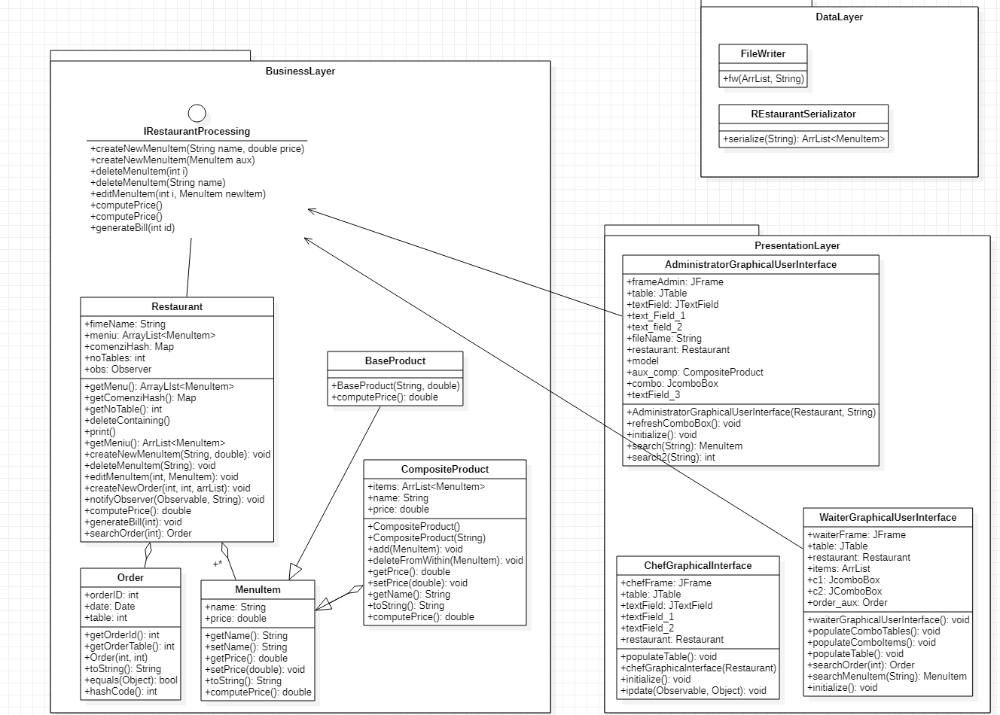 DataLayer
FileWriter
+fw(ArrList, String)
REstaurantSerializator
+serialize(String): ArrList<MenuItem>
BusinessLayer
IRestaurantProcessing
+createNewMenuItem(String name, double price)
+createNewMenuItem(MenuItem aux)
+deleteMenuItem(int i)
+deleteMenuItem(String name)
+editMenuItem(int i, MenuItem newItem)
+computePrice()
+computePrice()
+generateBill(int id)
Restaurant
+fimeName: String
+meniu: ArrayList<MenuItem>
+comenziHash: Map
+noTables: int
+obs: Observer
+getMenu(): ArrayLIst<MenuItem>
+getComenziHash(): Map
+getNoTable(): int
+deleteContaining()
+print()
+getMeniu(): ArrList<MenuItem>
+createNewMenuItem(String, double): void
+deleteMenuItem(String): void
+editMenuItem(int, MenuItem): void
+createNewOrder(int, int, arrList): void
+notifyObserver(Observable, String): void
+computePrice(): double
+generateBill(int): void
+searchOrder(int): Order
BaseProduct
+BaseProduct(String, double)
+computePrice(): double
CompositeProduct
+items: ArrList<MenuItem>
+name: String
+price: double
+CompositeProduct()
+CompositeProduct(String)
+add(MenuItem): void
+deleteFromWithin(MenuItem): void
+getPrice(): double
+setPrice(double): void
+getName(): String
+toString(): String
+computePrice(): double
+*
Order
+orderID: int
+date: Date
+table: int
+getOrderId(): int
+getOrderTable(): int
+Order(int, int)
+toString(): String
+equals(Object): bool
+hashCode(): int
MenuItem
+name: String
+price: double
+getName(): String
+setName(): String
+getPrice(): double
+setPrice(double): void
+toString(): String
+computePrice(): double
PresentationLayer
AdministratorGraphicalUserInterface
+frameAdmin: JFrame
+table: JTable
+textField: JTextField
+text_Field_1
+text_field_2
+fileName: String
+restaurant: Restaurant
+model
+aux_comp: CompositeProduct
+combo: JcomboBox
+textField_3
+AdministratorGraphicalUserInterface(Restaurant, String)
+refreshComboBox(): void
+initialize(): void
+search(String): MenuItem
+search2(String): int
ChefGraphicalInterface
+chefFrame: JFrame
+table: JTable
+textField: JTextField
+textField_1
+textField_2
+restaurant: Restaurant
+populateTable(): void
+chefGraphicalnterface(Restaurant)
+initialize(): void
+ipdate(Observable, Object): void
WaiterGraphicalUserInterface
+waiterFrame: JFrame
+table: JTable
+restaurant: Restaurant
+items: ArrList
+c1: JcomboBox
+c2: JComboBox
+order_aux: Order
+waiterGraphicalUserInterface(): void
+populateComboTables(): void
+populateComboItems(): void
+populateTable(): void
+searchOrder(int): Order
+searchMenuItem(String): MenuItem
+initialize(): void